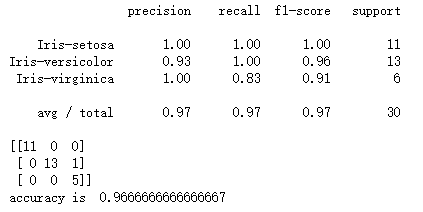 precision recall f1-score support
Iris-setosa 1.00 1.00 1.00 11
Iris-versicolor 0.93 1.00 0.96 13
Iris-virginica 1.00 0.83 0.91 6
avg / total 0.97 0.97 0.97 30
[[11 0 0]
[ 0 13 1]
[ 0 0 5]]
accuracy is 0.9666666666666667